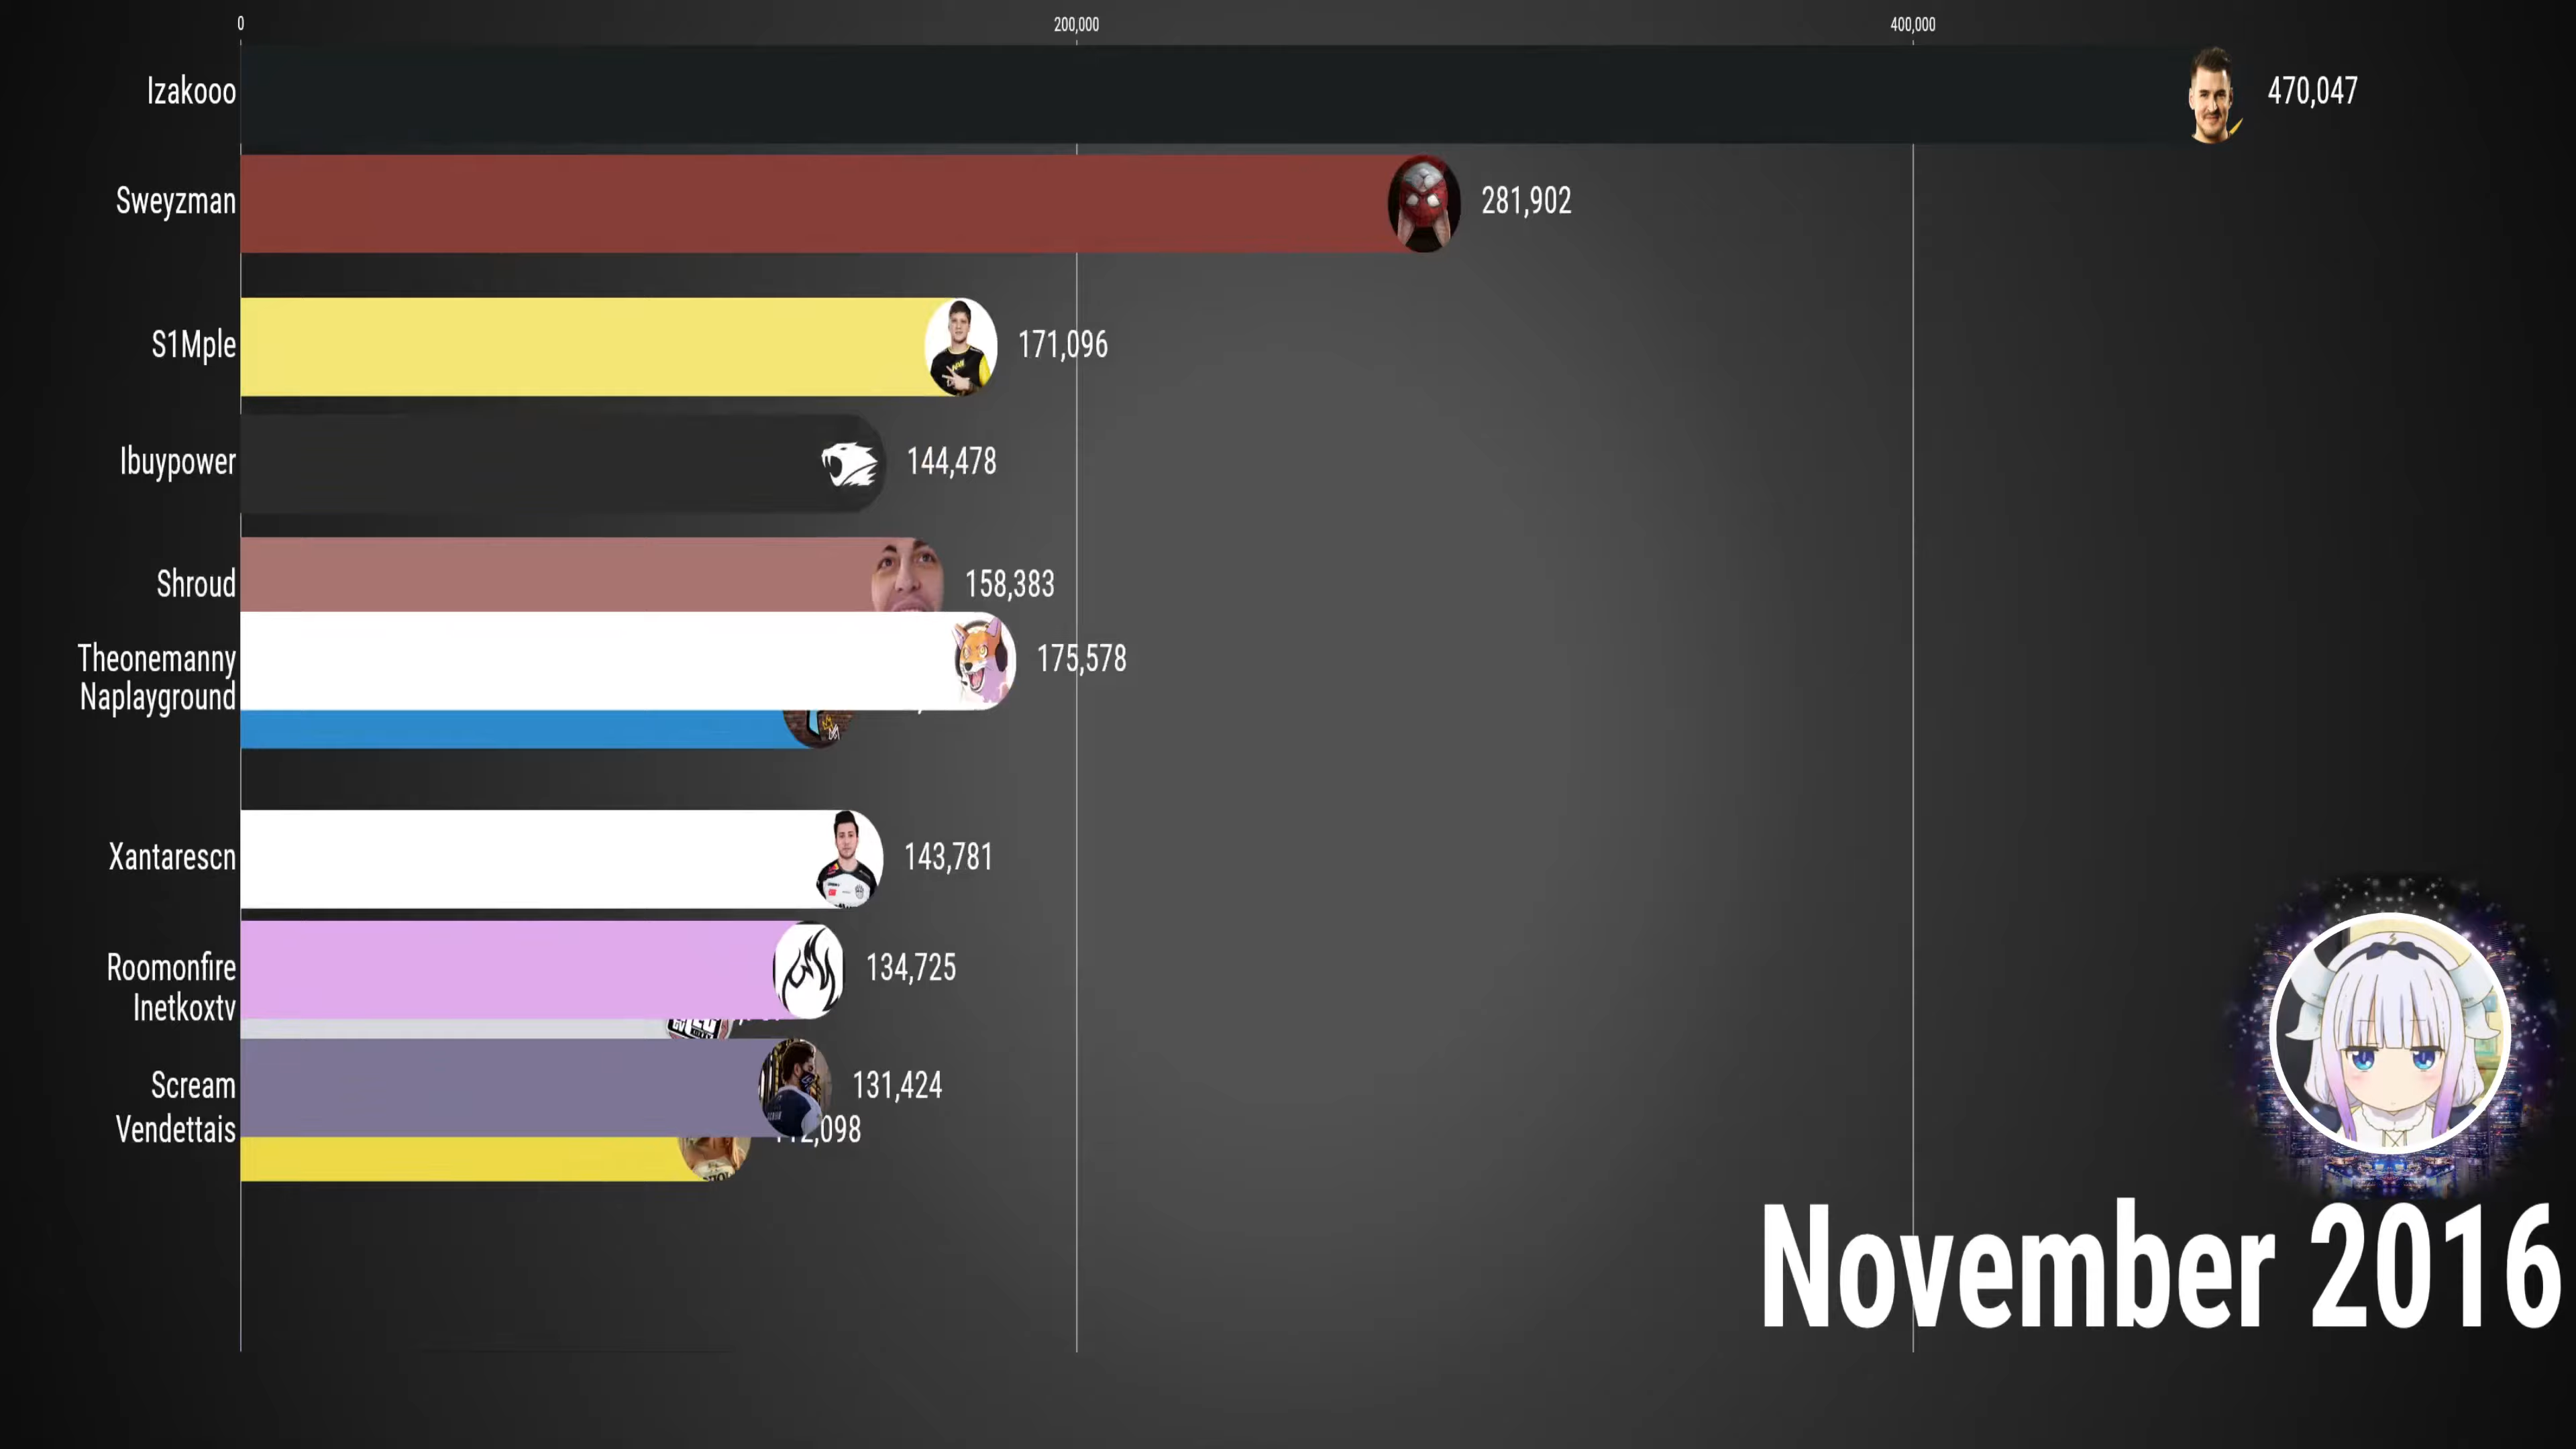 0 200,000 400,000
Izakooo 470,047
Sweyzman 281,902
S1Mple 171,096
Ibuypower 144,478
Shroud 158,383
Theonemanny 175,578
Naplayground
Xantarescn 143,781
Roomonfire 134,725
Inetkoxtv
Scream 131,424
Vendettais
November 2016